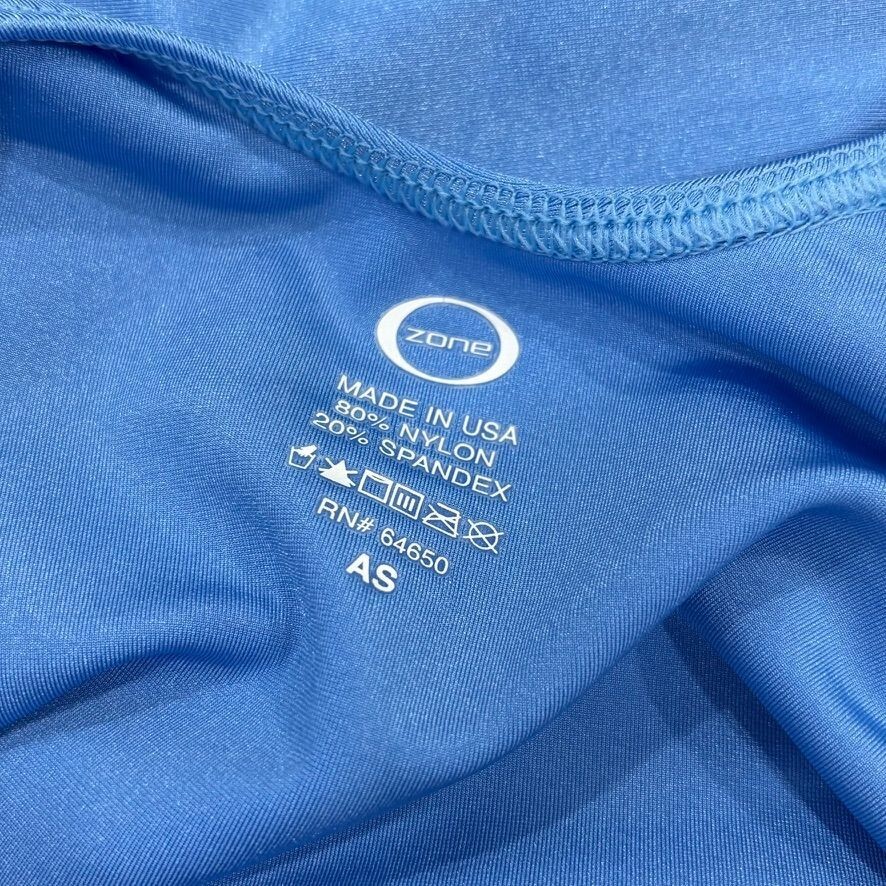 O zone
MADE IN USA
80% NYLON
20% SPANDEX
RN# 64650
AS